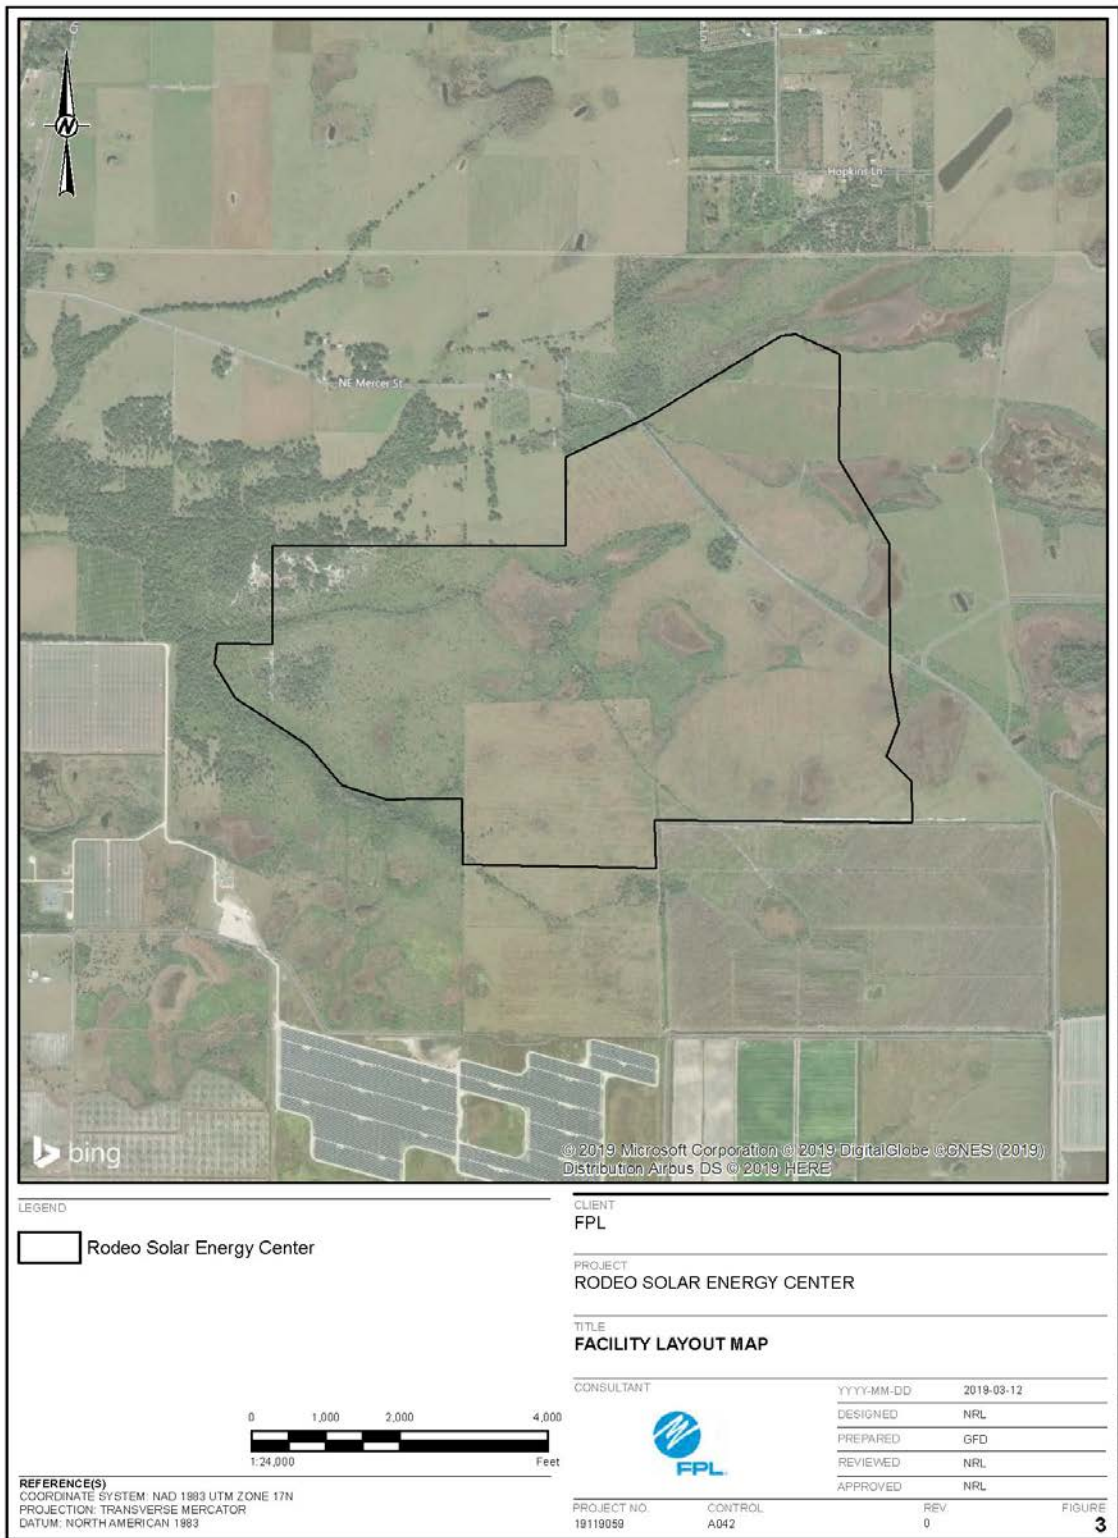 N
Hopkins Ln
NE Mercer St
bing
© 2019 Microsoft Corporation © 2019 DigitalGlobe ©CNES (2019)
Distribution Airbus DS © 2019 HERE
LEGEND
Rodeo Solar Energy Center
0 1,000 2,000 4,000
1:24,000 Feet
REFERENCE(S)
COORDINATE SYSTEM: NAD 1983 UTM ZONE 17N
PROJECTION: TRANSVERSE MERCATOR
DATUM: NORTH AMERICAN 1983
CLIENT
FPL
PROJECT
RODEO SOLAR ENERGY CENTER
TITLE
FACILITY LAYOUT MAP
CONSULTANT
FPL
YYYY-MM-DD 2019-03-12
DESIGNED NRL
PREPARED GFD
REVIEWED NRL
APPROVED NRL
PROJECT NO. CONTROL REV. FIGURE
19119059 A042 0 3